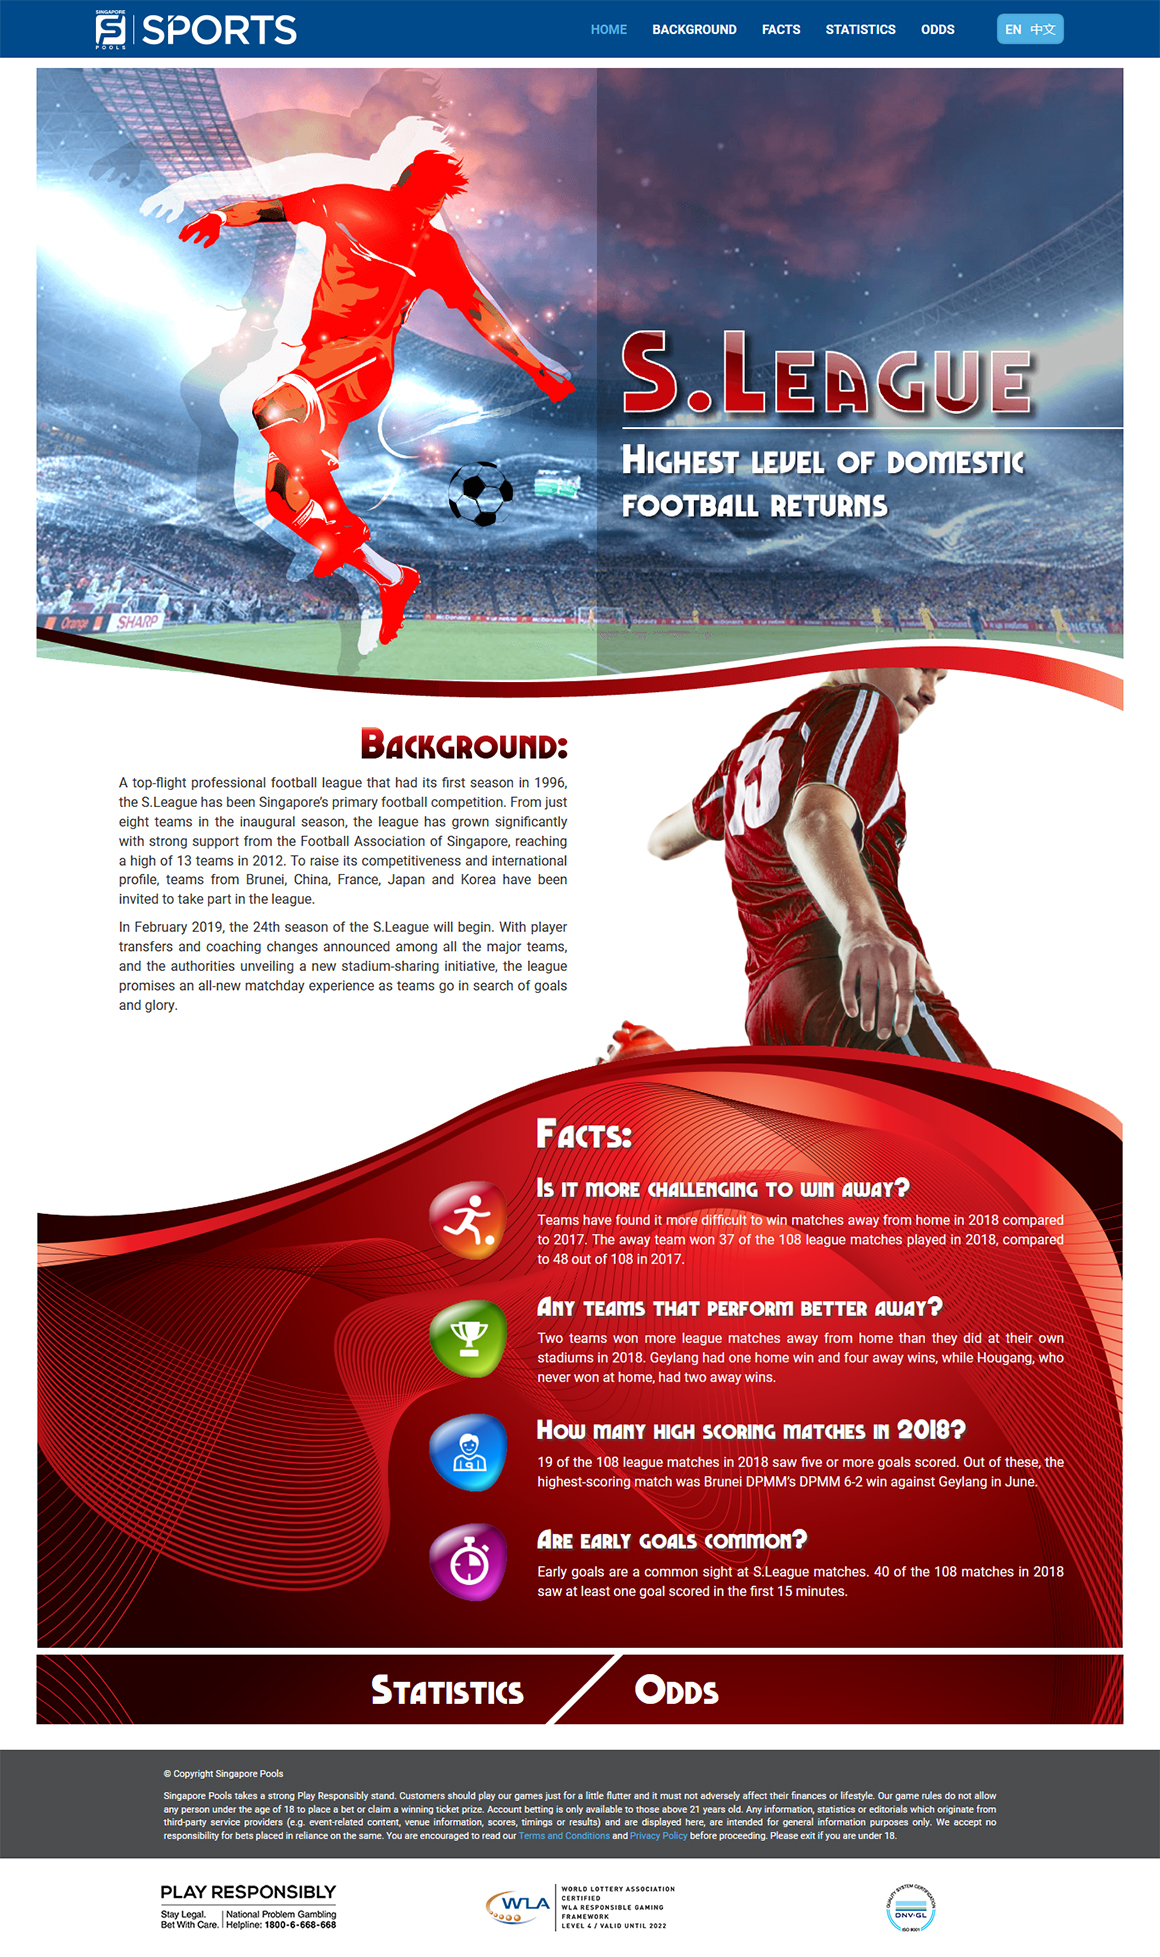 SINGAPORE
POOLS
SPORTS
HOME BACKGROUND FACTS STATISTICS ODDS EN 中文
S.League
Highest level of domestic
football returns
Orange SHARP
Background:
A top-flight professional football league that had its first season in 1996,
the S.League has been Singapore’s primary football competition. From just
eight teams in the inaugural season, the league has grown significantly
with strong support from the Football Association of Singapore, reaching
a high of 13 teams in 2012. To raise its competitiveness and international
profile, teams from Brunei, China, France, Japan and Korea have been
invited to take part in the league.
In February 2019, the 24th season of the S.League will begin. With player
transfers and coaching changes announced among all the major teams,
and the authorities unveiling a new stadium-sharing initiative, the league
promises an all-new matchday experience as teams go in search of goals
and glory.
Facts:
Is it more challenging to win away?
Teams have found it more difficult to win matches away from home in 2018 compared
to 2017. The away team won 37 of the 108 league matches played in 2018, compared
to 48 out of 108 in 2017.
Any teams that perform better away?
Two teams won more league matches away from home than they did at their own
stadiums in 2018. Geylang had one home win and four away wins, while Hougang, who
never won at home, had two away wins.
How many high scoring matches in 2018?
19 of the 108 league matches in 2018 saw five or more goals scored. Out of these, the
highest-scoring match was Brunei DPMM’s DPMM 6-2 win against Geylang in June.
Are early goals common?
Early goals are a common sight at S.League matches. 40 of the 108 matches in 2018
saw at least one goal scored in the first 15 minutes.
Statistics Odds
© Copyright Singapore Pools
Singapore Pools takes a strong Play Responsibly stand. Customers should play our games just for a little flutter and it must not adversely affect their finances or lifestyle. Our game rules do not allow
any person under the age of 18 to place a bet or claim a winning ticket prize. Account betting is only available to those above 21 years old. Any information, statistics or editorials which originate from
third-party service providers (e.g. event-related content, venue information, scores, timings or results) and are displayed here, are intended for general information purposes only. We accept no
responsibility for bets placed in reliance on the same. You are encouraged to read our Terms and Conditions and Privacy Policy before proceeding. Please exit if you are under 18.
PLAY RESPONSIBLY
Stay Legal. National Problem Gambling
Bet With Care. Helpline: 1800-6-668-668
WLA
WORLD LOTTERY ASSOCIATION
CERTIFIED
WLA RESPONSIBLE GAMING
FRAMEWORK
LEVEL 4 / VALID UNTIL 2022
QUALITY SYSTEM CERTIFICATION
DNV·GL
ISO 9001